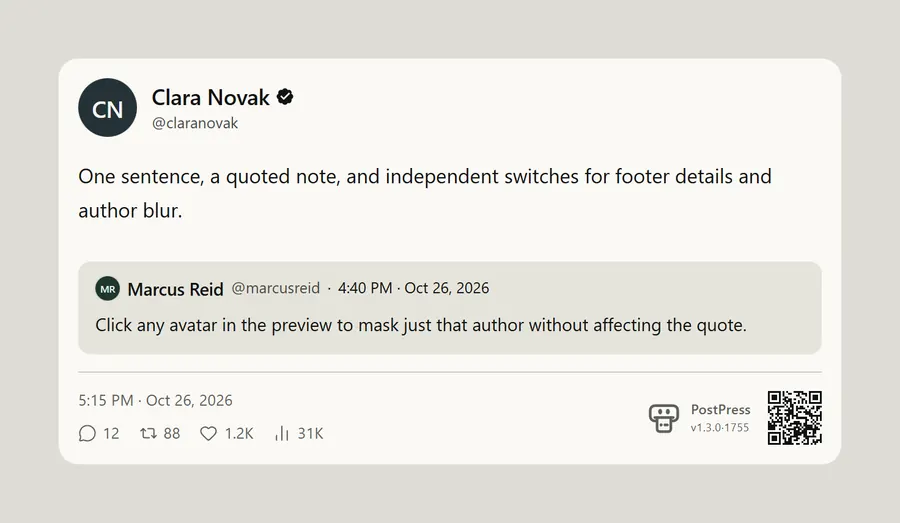 CN
Clara Novak
@claranovak
One sentence, a quoted note, and independent switches for footer details and
author blur.
MR Marcus Reid @marcusreid · 4:40 PM · Oct 26, 2026
Click any avatar in the preview to mask just that author without affecting the quote.
5:15 PM · Oct 26, 2026
12 88 1.2K 31K
PostPress
v1.3.0·1755